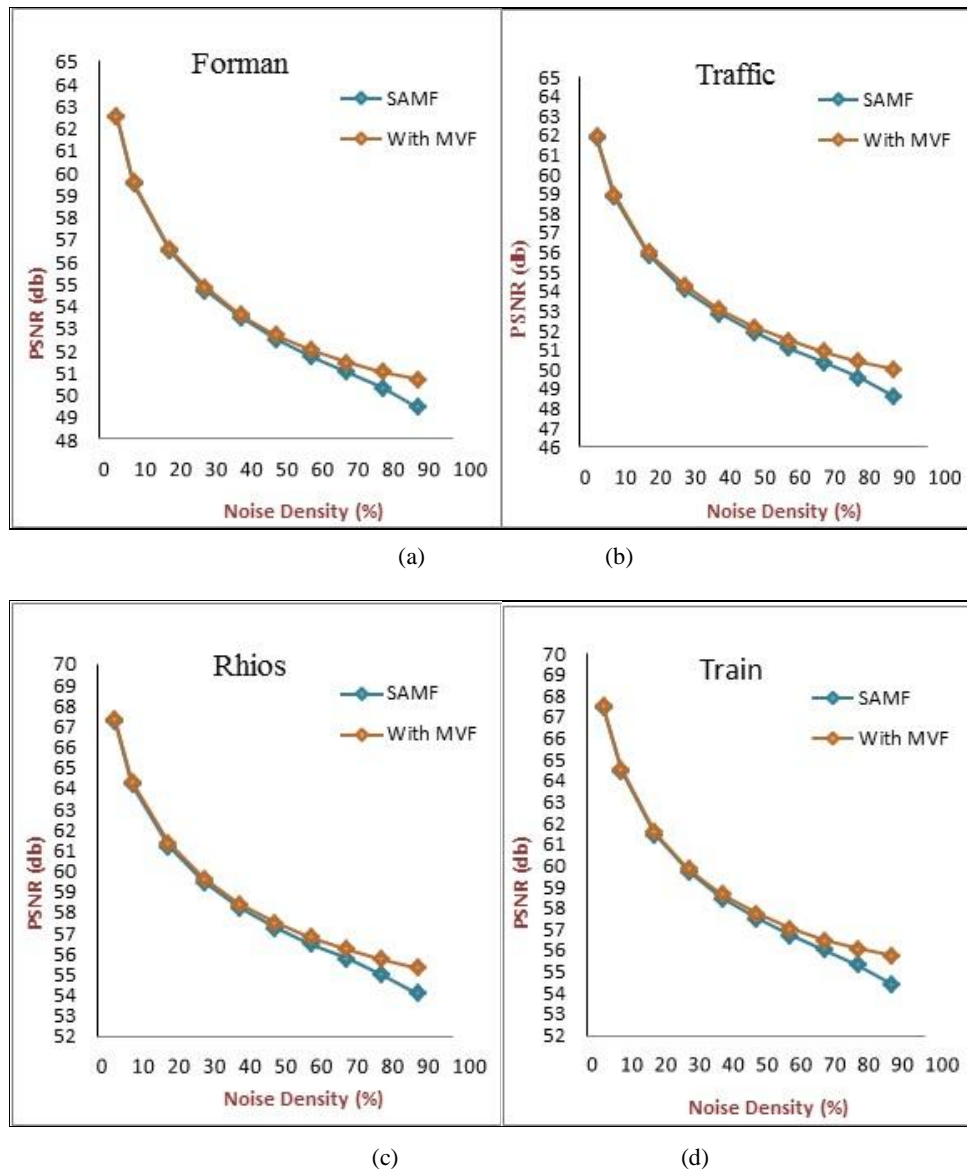 Forman
65
64
63
62
61
60
59
58
57
56
55
54
53
52
51
50
49
48
PSNR (db)
SAMF
With MVF
0 10 20 30 40 50 60 70 80 90 100
Noise Density (%)
Traffic
65
64
63
62
61
60
59
58
57
56
55
54
53
52
51
50
49
48
47
46
PSNR (db)
SAMF
With MVF
0 10 20 30 40 50 60 70 80 90 100
Noise Density (%)
(a) (b)
Rhios
70
69
68
67
66
65
64
63
62
61
60
59
58
57
56
55
54
53
52
PSNR (db)
SAMF
With MVF
0 10 20 30 40 50 60 70 80 90 100
Noise Density (%)
Train
70
69
68
67
66
65
64
63
62
61
60
59
58
57
56
55
54
53
52
PSNR (db)
SAMF
With MVF
0 10 20 30 40 50 60 70 80 90 100
Noise Density (%)
(c) (d)